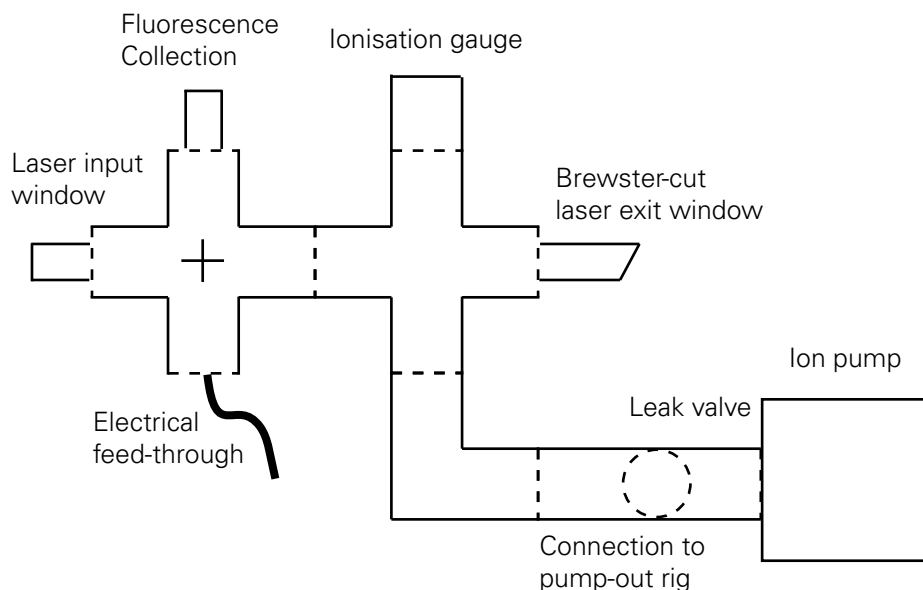 Fluorescence
Collection
Ionisation gauge
Laser input
window
Brewster-cut
laser exit window
Ion pump
Leak valve
Electrical
feed-through
Connection to
pump-out rig